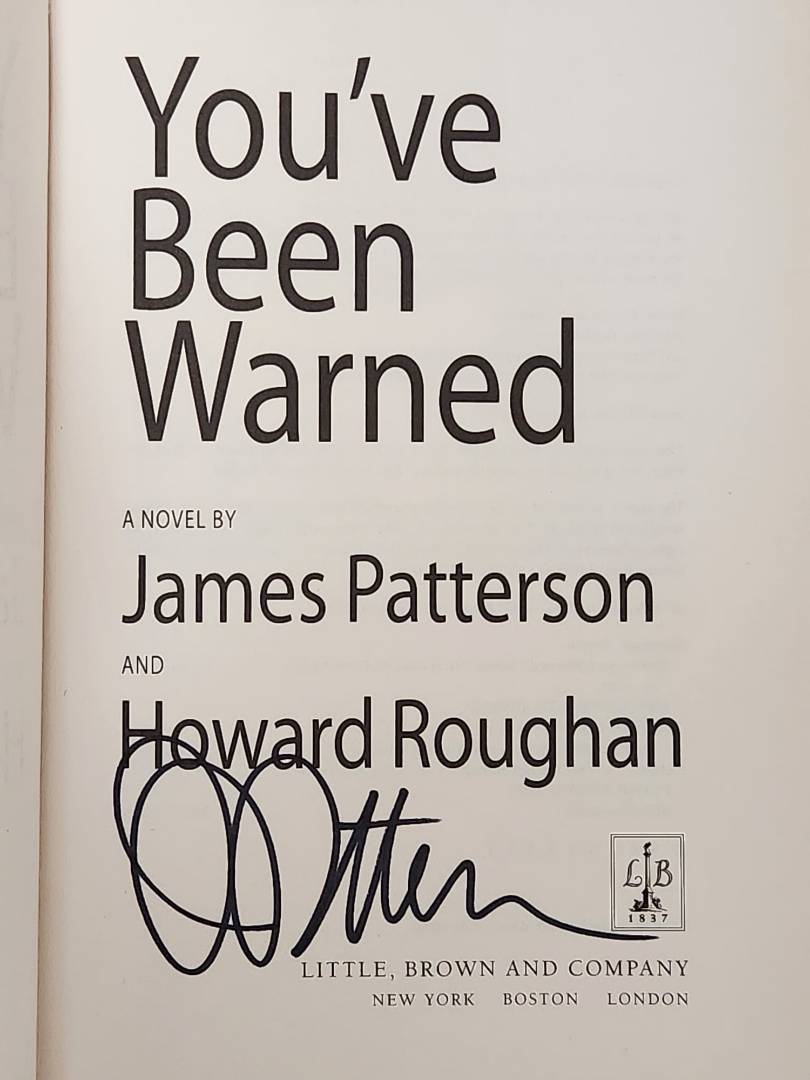 You've
Been
Warned
A NOVEL BY
James Patterson
AND
Howard Roughan
L B
1837
LITTLE, BROWN AND COMPANY
NEW YORK BOSTON LONDON